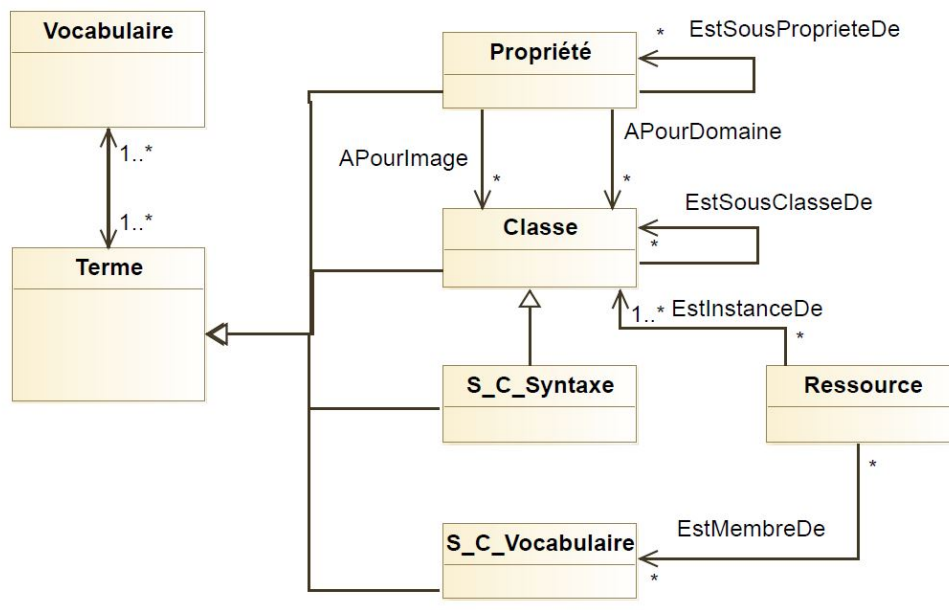 Vocabulaire
1..*
1..*
Terme
Propriété
*
EstSousProprieteDe
APourImage
*
APourDomaine
*
Classe
EstSousClasseDe
*
1..*
EstInstanceDe
*
S_C_Syntaxe
Ressource
*
EstMembreDe
S_C_Vocabulaire
*